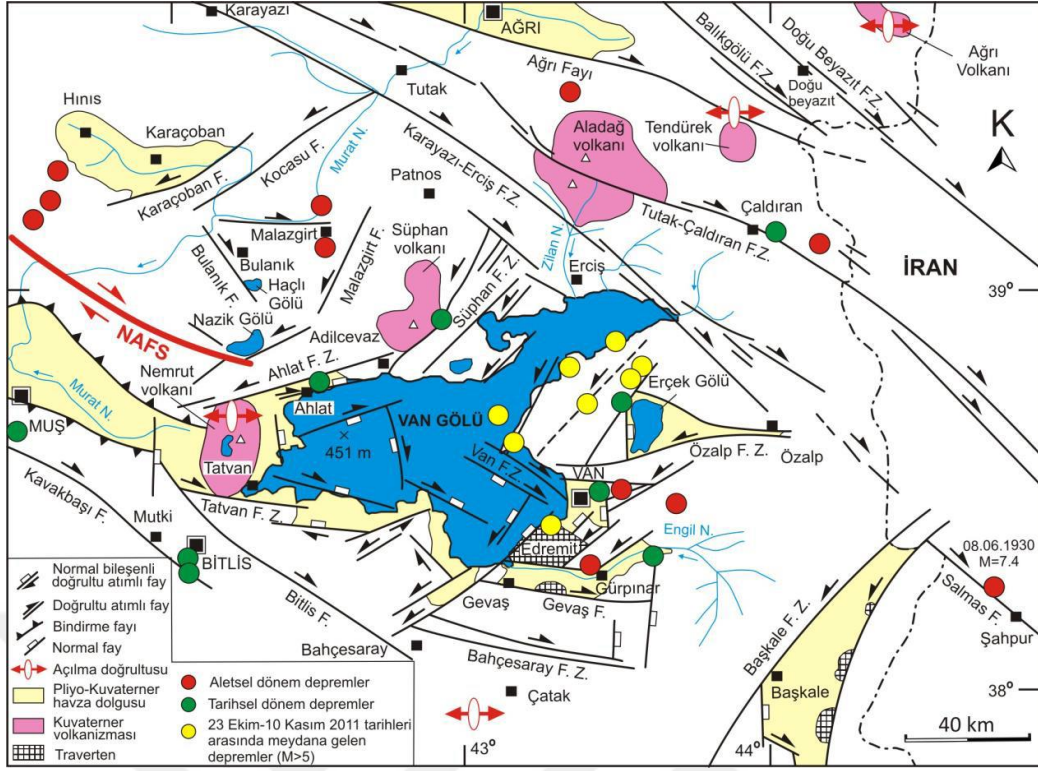 Karayazı
AĞRI
Ağrı Fayı
Balıkgölü F.Z.
Doğu Beyazıt F.Z.
Doğu
beyazıt
Ağrı
Volkanı
K
Tutak
Hınıs
Karaçoban
Karaçoban F.
Kocasu F.
Murat N.
Karayazı-Erciş F.Z.
Aladağ
volkanı
Tendürek
volkanı
Patnos
Malazgirt
Malazgirt F.
Süphan
volkanı
Süphan F.Z.
Zilan N.
Erciş
Tutak-Çaldıran F.Z.
Çaldıran
İRAN
39°
Bulanık
Bulanık F.
Haçlı
Gölü
Nazik Gölü
NAFS
Nemrut
volkanı
Adilcevaz
Ahlat F. Z.
Ahlat
Murat N.
MUŞ
Tatvan
451 m
VAN GÖLÜ
Erçek Gölü
Van F.Z.
VAN
Özalp F. Z.
Özalp
Kavakbaşı F.
Mutki
Tatvan F. Z.
BİTLİS
Bitlis F.
Edremit
Engil N.
Gürpınar
Gevaş
Gevaş F.
Bahçesaray
Bahçesaray F. Z.
Çatak
Başkale F. Z.
Başkale
08.06.1930
M=7.4
Salmas F.
Şahpur
38°
40 km
43°
44°
Normal bileşenli
doğrultu atımlı fay
Doğrultu atımlı fay
Bindirme fayı
Normal fay
Açılma doğrultusu
Pliyo-Kuvaterner
havza dolgusu
Kuvaterner
volkanizması
Traverten
Aletsel dönem depremler
Tarihsel dönem depremler
23 Ekim-10 Kasım 2011 tarihleri
arasında meydana gelen
depremler (M>5)